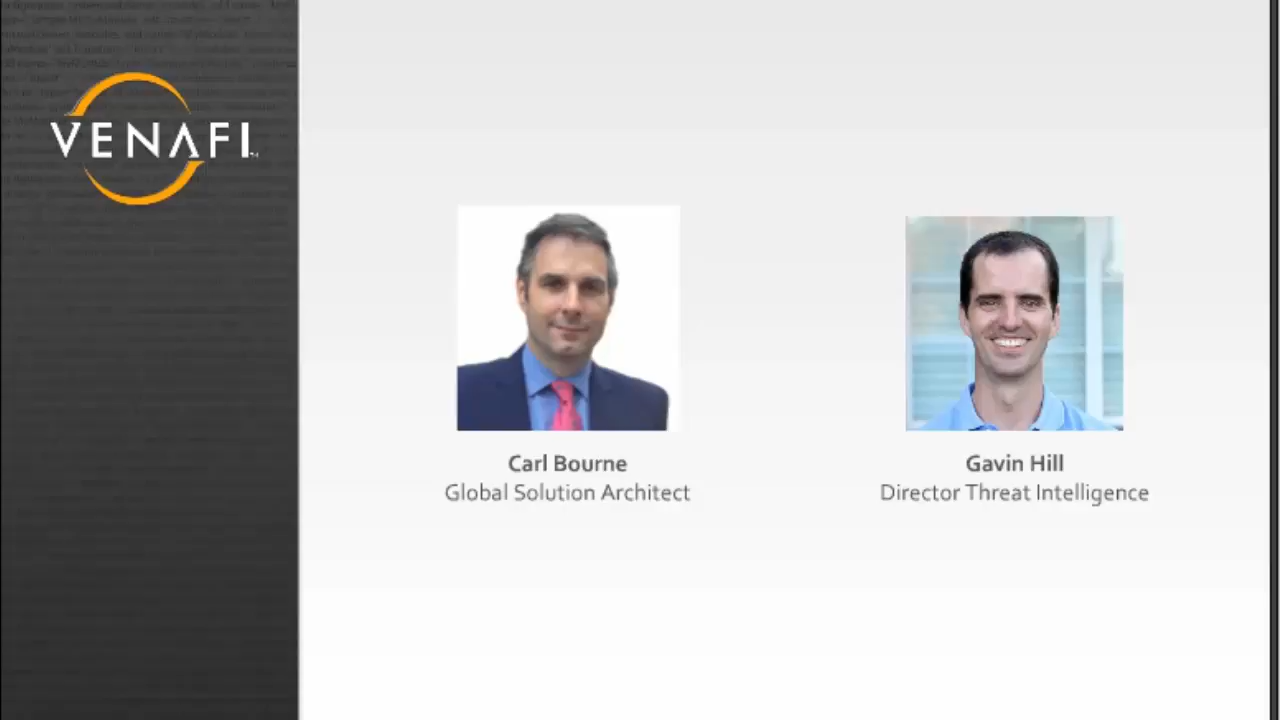 VENAFI
Carl Bourne
Global Solution Architect
Gavin Hill
Director Threat Intelligence